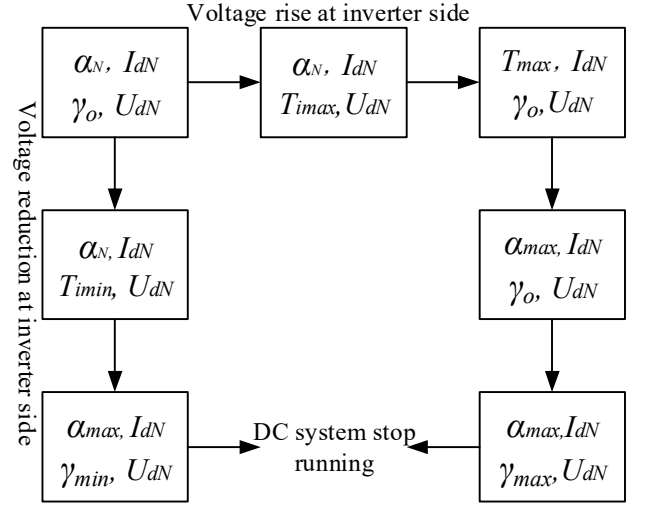 Voltage rise at inverter side
αN, IdN
γo, UdN
αN, IdN
Timax, UdN
Tmax, IdN
γo, UdN
Voltage reduction at inverter side
αN, IdN
Timin, UdN
αmax, IdN
γo, UdN
αmax, IdN
γmin, UdN
DC system stop
running
αmax, IdN
γmax, UdN